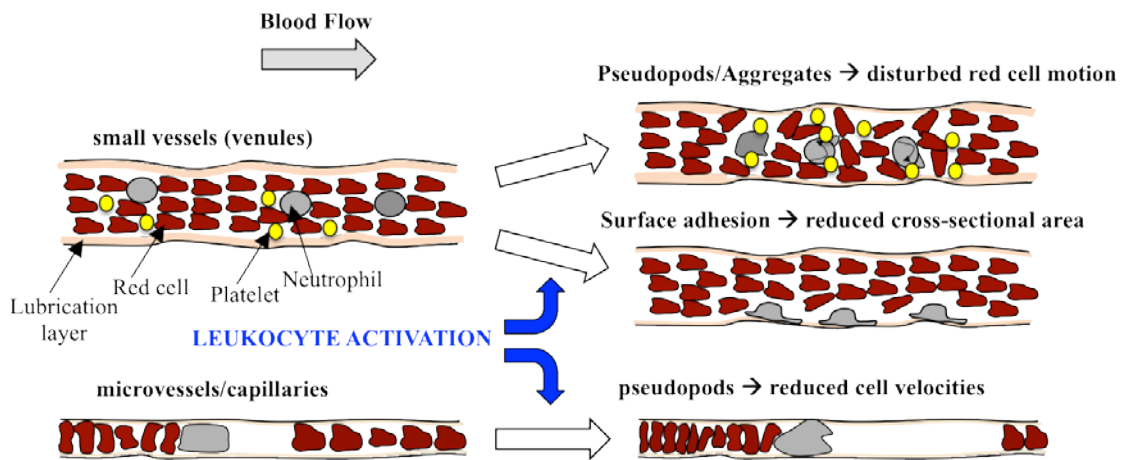 Blood Flow
Pseudopods/Aggregates → disturbed red cell motion
small vessels (venules)
Surface adhesion → reduced cross-sectional area
Red cell
Platelet
Neutrophil
Lubrication
layer
LEUKOCYTE ACTIVATION
microvessels/capillaries
pseudopods → reduced cell velocities